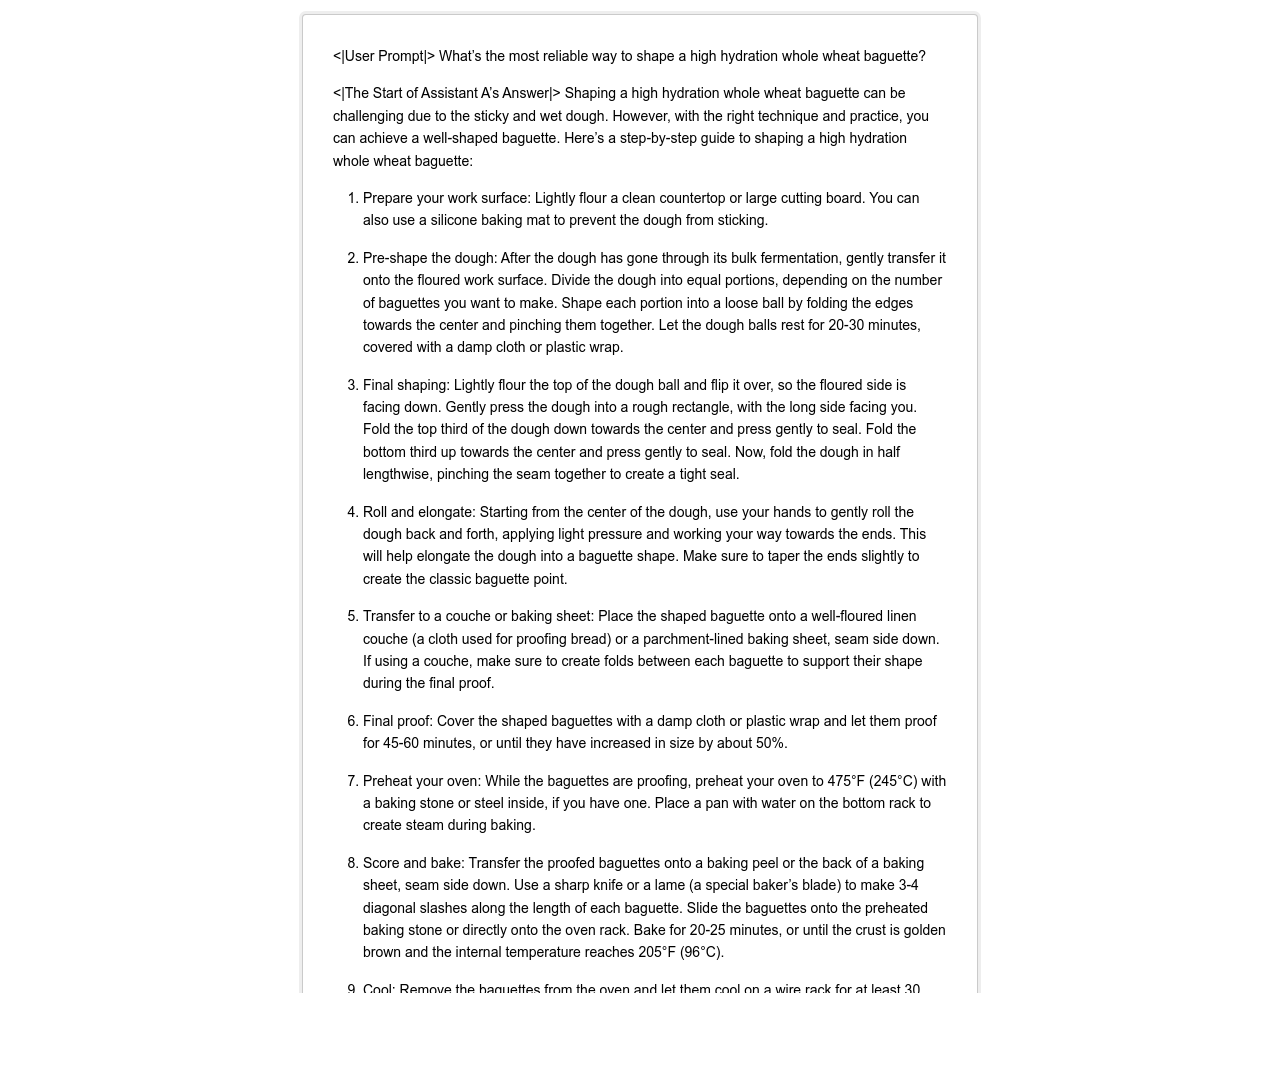 <|User Prompt|> What’s the most reliable way to shape a high hydration whole wheat baguette?
<|The Start of Assistant A’s Answer|> Shaping a high hydration whole wheat baguette can be
challenging due to the sticky and wet dough. However, with the right technique and practice, you
can achieve a well-shaped baguette. Here’s a step-by-step guide to shaping a high hydration
whole wheat baguette:
1. Prepare your work surface: Lightly flour a clean countertop or large cutting board. You can
also use a silicone baking mat to prevent the dough from sticking.
2. Pre-shape the dough: After the dough has gone through its bulk fermentation, gently transfer it
onto the floured work surface. Divide the dough into equal portions, depending on the number
of baguettes you want to make. Shape each portion into a loose ball by folding the edges
towards the center and pinching them together. Let the dough balls rest for 20-30 minutes,
covered with a damp cloth or plastic wrap.
3. Final shaping: Lightly flour the top of the dough ball and flip it over, so the floured side is
facing down. Gently press the dough into a rough rectangle, with the long side facing you.
Fold the top third of the dough down towards the center and press gently to seal. Fold the
bottom third up towards the center and press gently to seal. Now, fold the dough in half
lengthwise, pinching the seam together to create a tight seal.
4. Roll and elongate: Starting from the center of the dough, use your hands to gently roll the
dough back and forth, applying light pressure and working your way towards the ends. This
will help elongate the dough into a baguette shape. Make sure to taper the ends slightly to
create the classic baguette point.
5. Transfer to a couche or baking sheet: Place the shaped baguette onto a well-floured linen
couche (a cloth used for proofing bread) or a parchment-lined baking sheet, seam side down.
If using a couche, make sure to create folds between each baguette to support their shape
during the final proof.
6. Final proof: Cover the shaped baguettes with a damp cloth or plastic wrap and let them proof
for 45-60 minutes, or until they have increased in size by about 50%.
7. Preheat your oven: While the baguettes are proofing, preheat your oven to 475°F (245°C) with
a baking stone or steel inside, if you have one. Place a pan with water on the bottom rack to
create steam during baking.
8. Score and bake: Transfer the proofed baguettes onto a baking peel or the back of a baking
sheet, seam side down. Use a sharp knife or a lame (a special baker’s blade) to make 3-4
diagonal slashes along the length of each baguette. Slide the baguettes onto the preheated
baking stone or directly onto the oven rack. Bake for 20-25 minutes, or until the crust is golden
brown and the internal temperature reaches 205°F (96°C).
9. Cool: Remove the baguettes from the oven and let them cool on a wire rack for at least 30